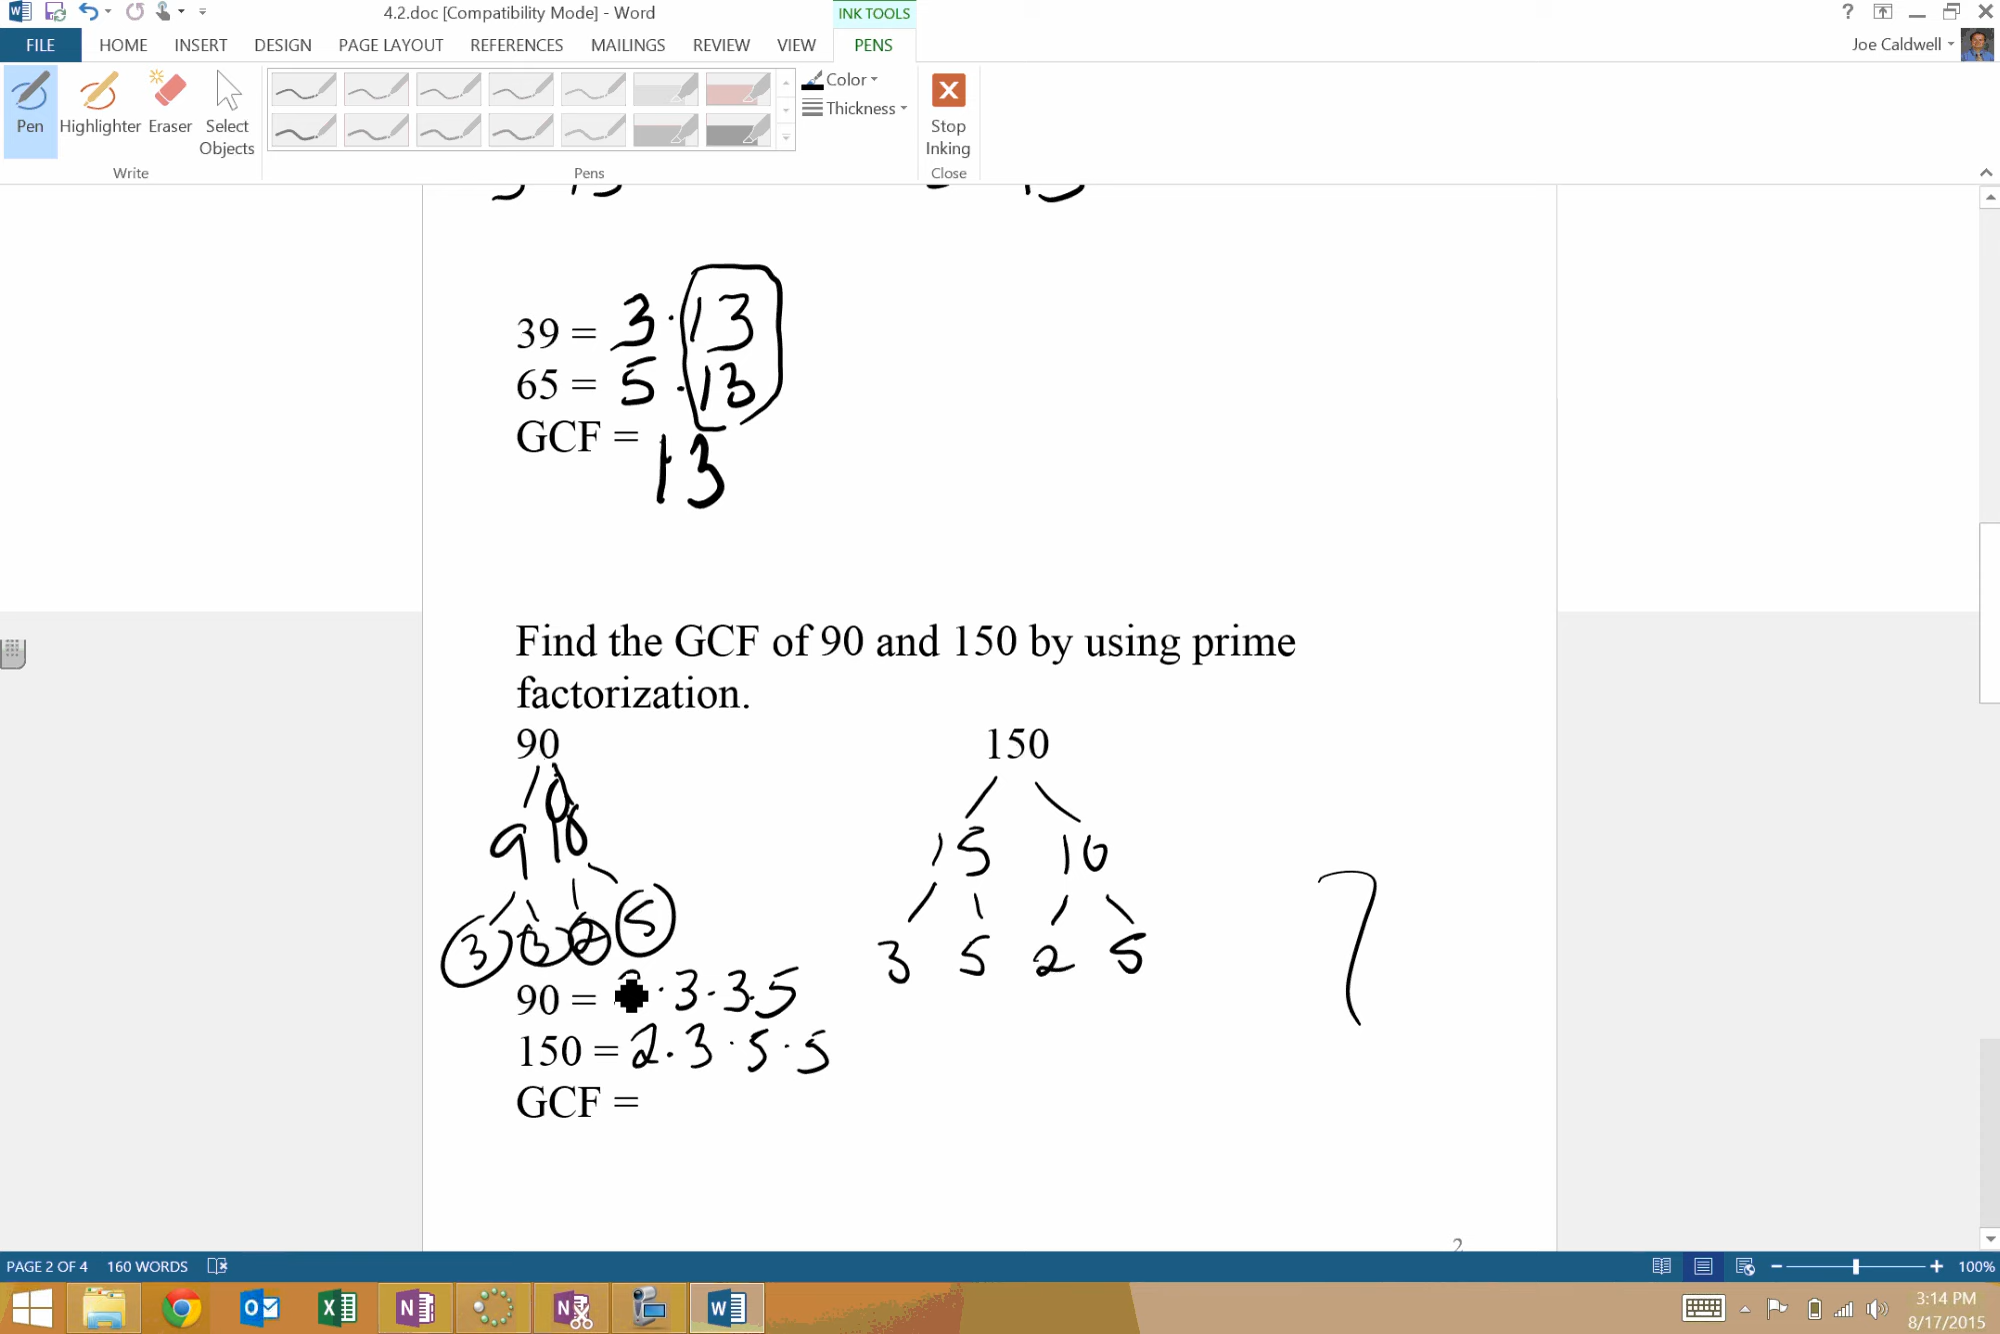 4.2.doc [Compatibility Mode] - Word
INK TOOLS
FILE HOME INSERT DESIGN PAGE LAYOUT REFERENCES MAILINGS REVIEW VIEW PENS
Joe Caldwell
Pen Highlighter Eraser Select Objects
Color
Thickness
Stop Inking
Write Pens Close
39 = 3 · 13
65 = 5 · 13
GCF = 13
Find the GCF of 90 and 150 by using prime
factorization.
90 150
9 10 15 10
3 3 2 5 3 5 2 5
90 = 2 · 3 · 3 · 5
150 = 2 · 3 · 5 · 5
GCF =
2
PAGE 2 OF 4 160 WORDS
100%
3:14 PM
8/17/2015